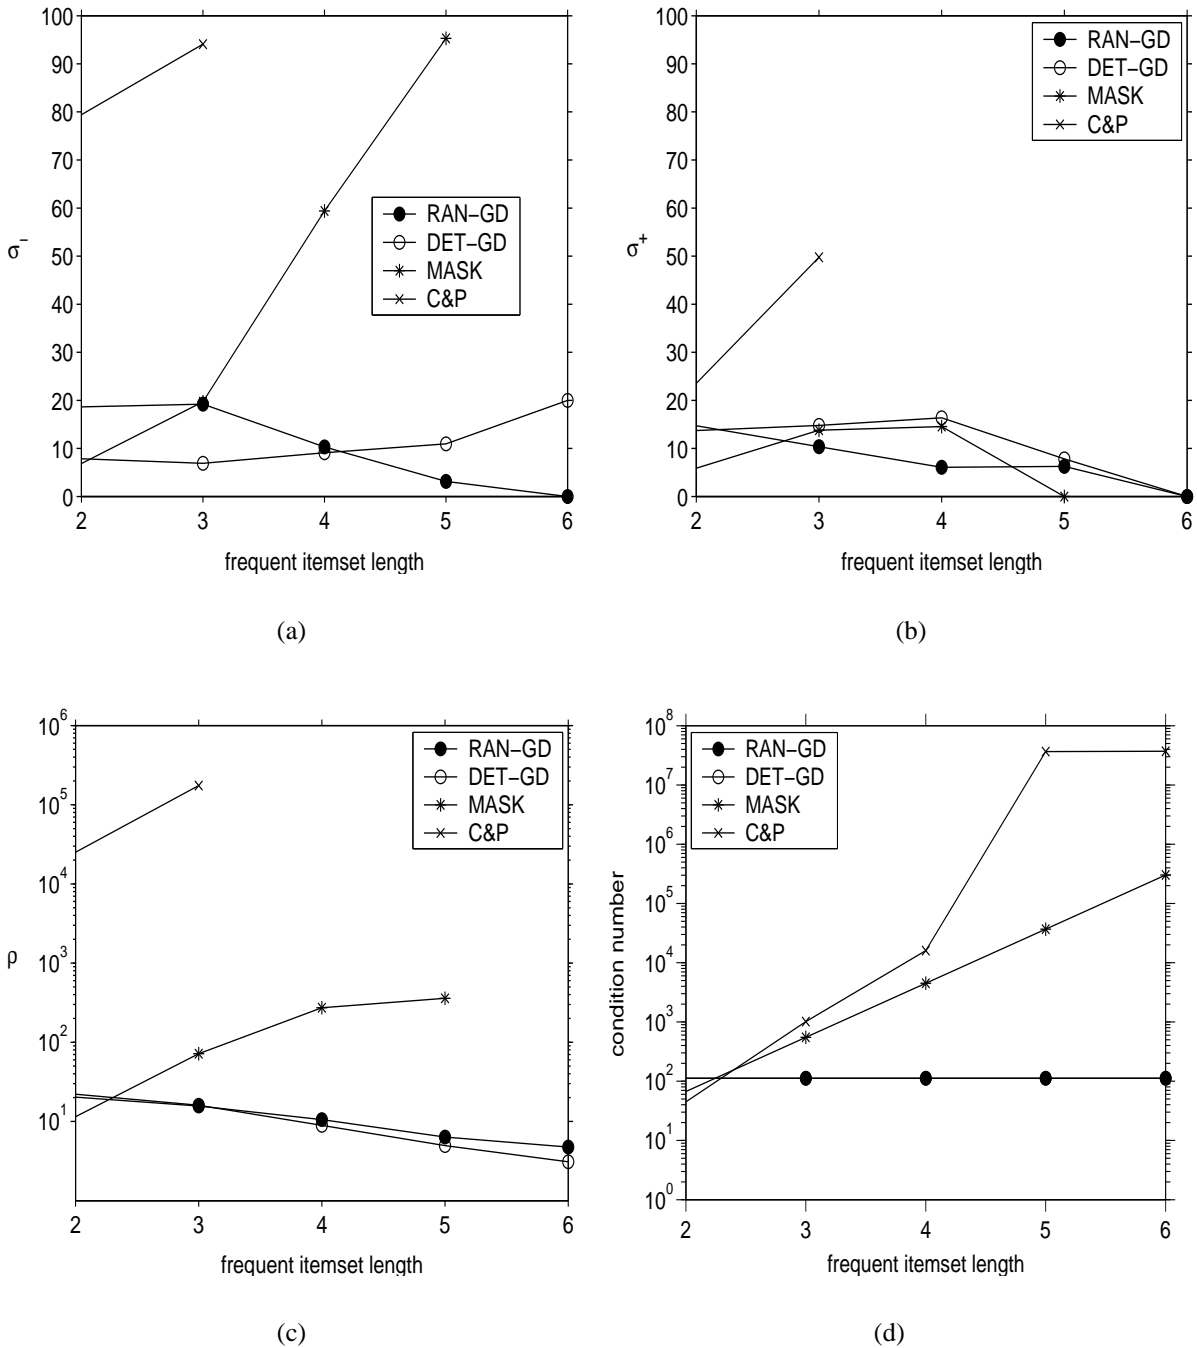 100
90
80
70
60
50
40
30
20
10
0
σ−
2 3 4 5 6
frequent itemset length
RAN−GD
DET−GD
MASK
C&P
(a)
100
90
80
70
60
50
40
30
20
10
0
σ+
2 3 4 5 6
frequent itemset length
RAN−GD
DET−GD
MASK
C&P
(b)
10^6
10^5
10^4
10^3
10^2
10^1
ρ
2 3 4 5 6
frequent itemset length
RAN−GD
DET−GD
MASK
C&P
(c)
10^8
10^7
10^6
10^5
10^4
10^3
10^2
10^1
10^0
condition number
2 3 4 5 6
frequent itemset length
RAN−GD
DET−GD
MASK
C&P
(d)